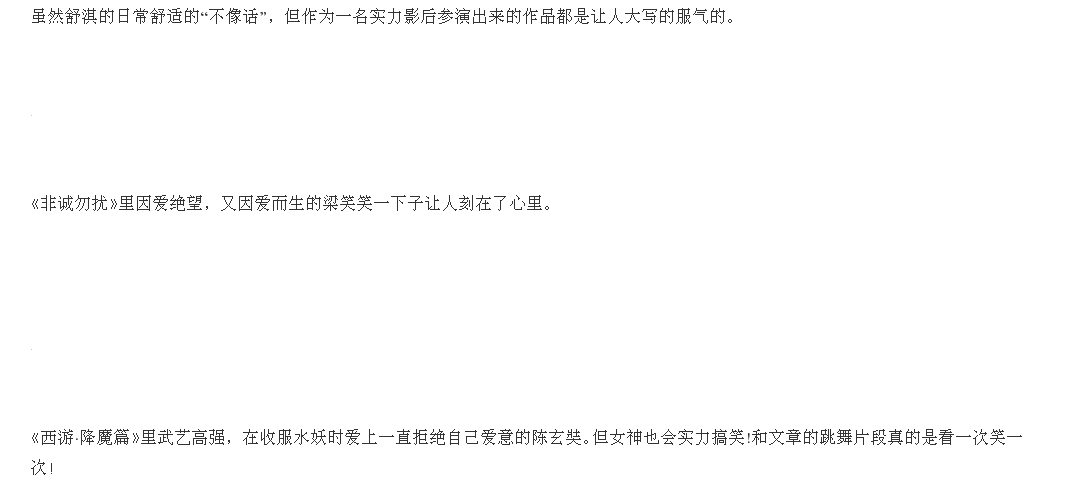 虽然舒淇的日常舒适的“不像话”，但作为一名实力影后参演出来的作品都是让人大写的服气的。
《非诚勿扰》里因爱绝望，又因爱而生的梁笑笑一下子让人刻在了心里。
《西游·降魔篇》里武艺高强，在收服水妖时爱上一直拒绝自己爱意的陈玄奘。但女神也会实力搞笑！和文章的跳舞片段真的是看一次笑一
次！